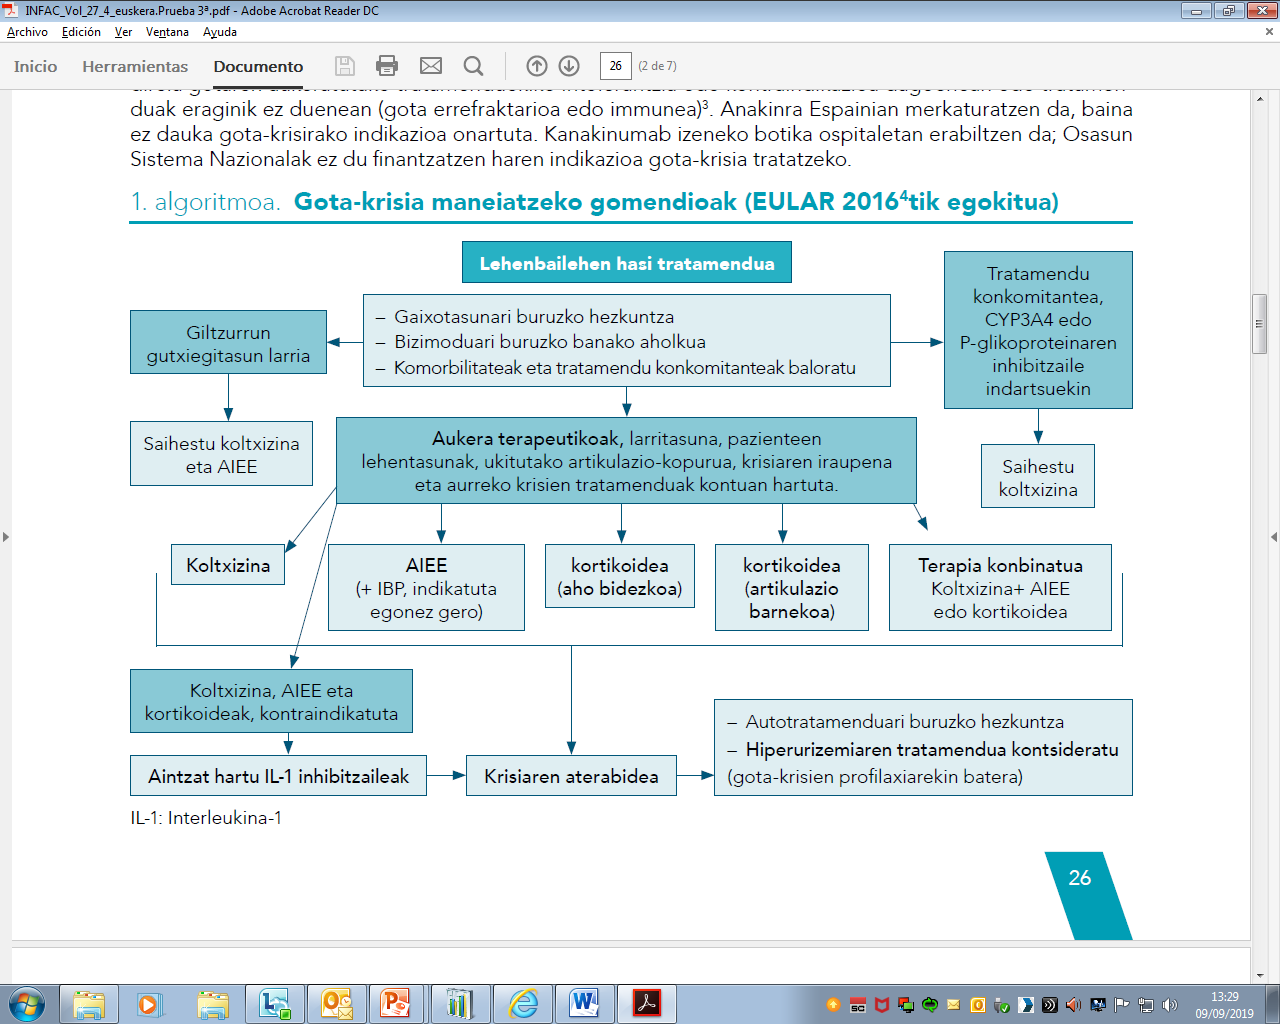 INFAC_Vol_27_4_euskera.Prueba 3ª.pdf - Adobe Acrobat Reader DC
Archivo Edición Ver Ventana Ayuda
Inicio Herramientas Documento 26 (2 de 7)
duak eraginik ez duenean (gota errefraktarioa edo immunea)³. Anakinra Espainian merkaturatzen da, baina
ez dauka gota-krisirako indikazioa onartuta. Kanakinumab izeneko botika ospitaletan erabiltzen da; Osasun
Sistema Nazionalak ez du finantzatzen haren indikazioa gota-krisia tratatzeko.
1. algoritmoa. Gota-krisia maneiatzeko gomendioak (EULAR 2016⁴tik egokitua)
Lehenbailehen hasi tratamendua
– Gaixotasunari buruzko hezkuntza
– Bizimoduari buruzko banako aholkua
– Komorbilitateak eta tratamendu konkomitanteak baloratu
Giltzurrun
gutxiegitasun larria
Saihestu koltxizina
eta AIEE
Tratamendu
konkomitantea,
CYP3A4 edo
P-glikoproteinaren
inhibitzaile
indartsuekin
Saihestu
koltxizina
Aukera terapeutikoak, larritasuna, pazienteen
lehentasunak, ukitutako artikulazio-kopurua, krisiaren iraupena
eta aurreko krisien tratamenduak kontuan hartuta.
Koltxizina
AIEE
(+ IBP, indikatuta
egonez gero)
kortikoidea
(aho bidezkoa)
kortikoidea
(artikulazio
barnekoa)
Terapia konbinatua
Koltxizina+ AIEE
edo kortikoidea
Koltxizina, AIEE eta
kortikoideak, kontraindikatuta
Aintzat hartu IL-1 inhibitzaileak
Krisiaren aterabidea
– Autotratamenduari buruzko hezkuntza
– Hiperurizemiaren tratamendua kontsideratu
(gota-krisien profilaxiarekin batera)
IL-1: Interleukina-1
26
13:29
09/09/2019